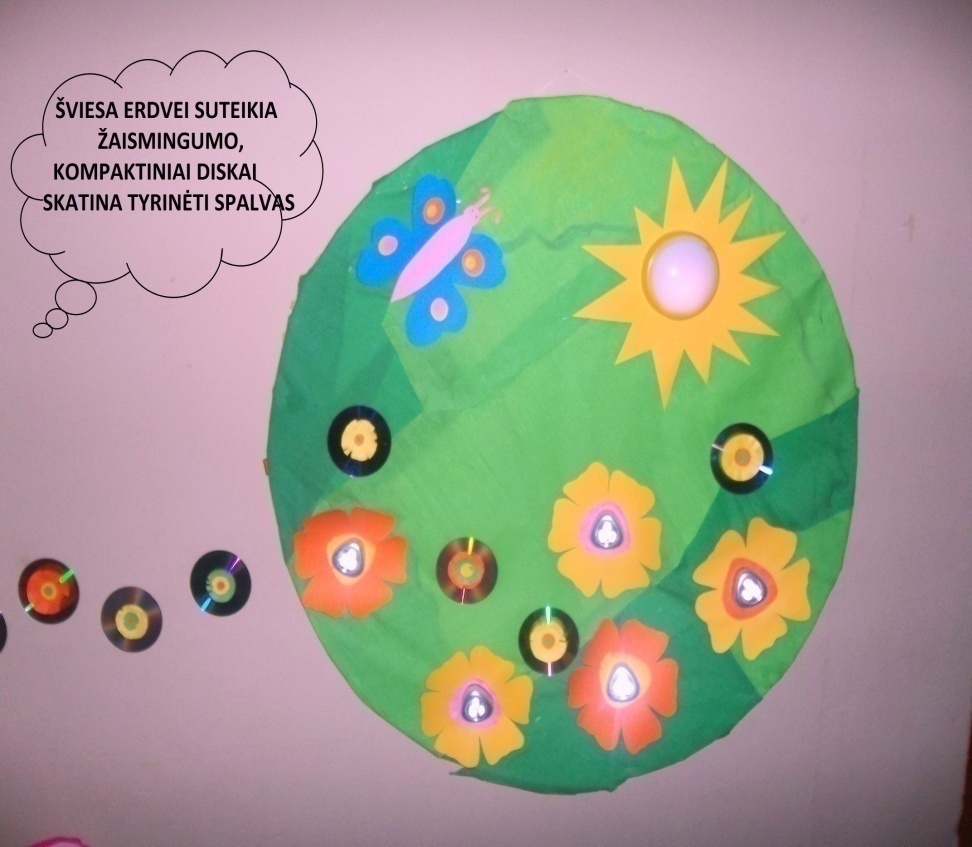 ŠVIESA ERDVEI SUTEIKIA
ŽAISMINGUMO,
KOMPAKTINIAI DISKAI
SKATINA TYRINĖTI SPALVAS